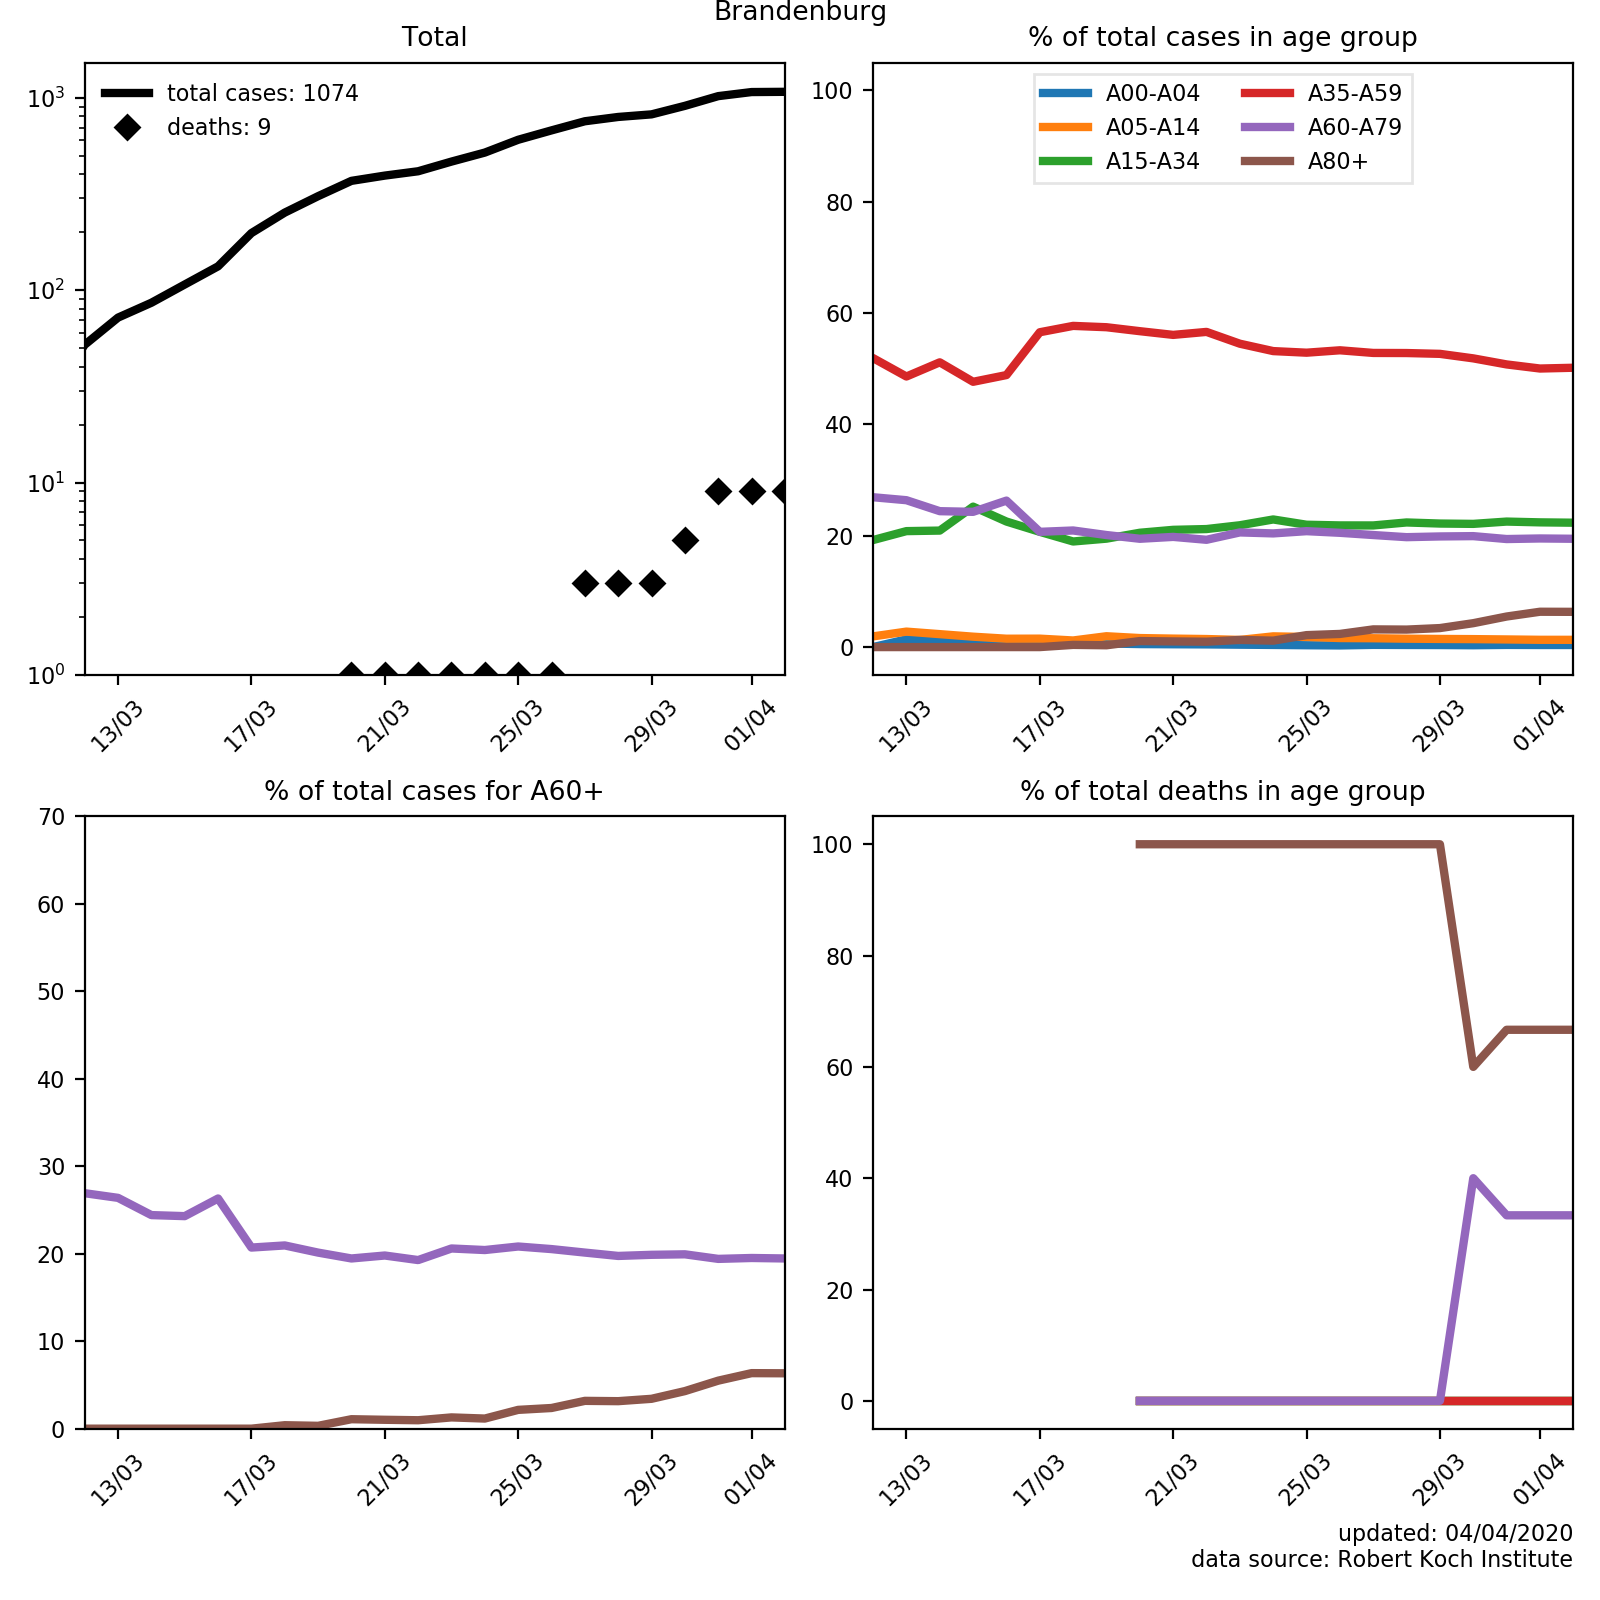 Brandenburg
Total
total cases: 1074
deaths: 9
10³
10²
10¹
10⁰
13/03 17/03 21/03 25/03 29/03 01/04
% of total cases in age group
A00-A04 A35-A59
A05-A14 A60-A79
A15-A34 A80+
100
80
60
40
20
0
13/03 17/03 21/03 25/03 29/03 01/04
% of total cases for A60+
70
60
50
40
30
20
10
0
13/03 17/03 21/03 25/03 29/03 01/04
% of total deaths in age group
100
80
60
40
20
0
13/03 17/03 21/03 25/03 29/03 01/04
updated: 04/04/2020
data source: Robert Koch Institute